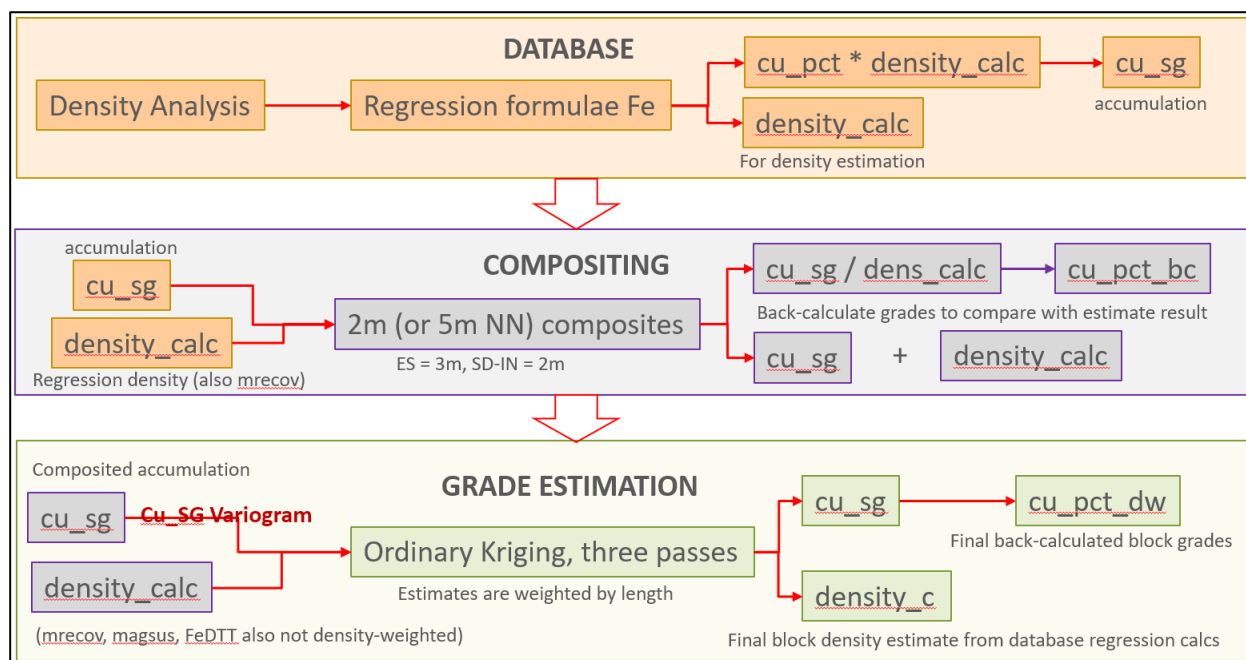 DATABASE
Density Analysis
Regression formulae Fe
cu_pct * density_calc
cu_sg
accumulation
density_calc
For density estimation
COMPOSITING
accumulation
cu_sg
density_calc
Regression density (also mrecov)
2m (or 5m NN) composites
ES = 3m, SD-IN = 2m
cu_sg / dens_calc
cu_pct_bc
Back-calculate grades to compare with estimate result
cu_sg + density_calc
GRADE ESTIMATION
Composited accumulation
cu_sg
Cu_SG Variogram
density_calc
(mrecov, magsus, FeDTT also not density-weighted)
Ordinary Kriging, three passes
Estimates are weighted by length
cu_sg
cu_pct_dw
Final back-calculated block grades
density_c
Final block density estimate from database regression calcs